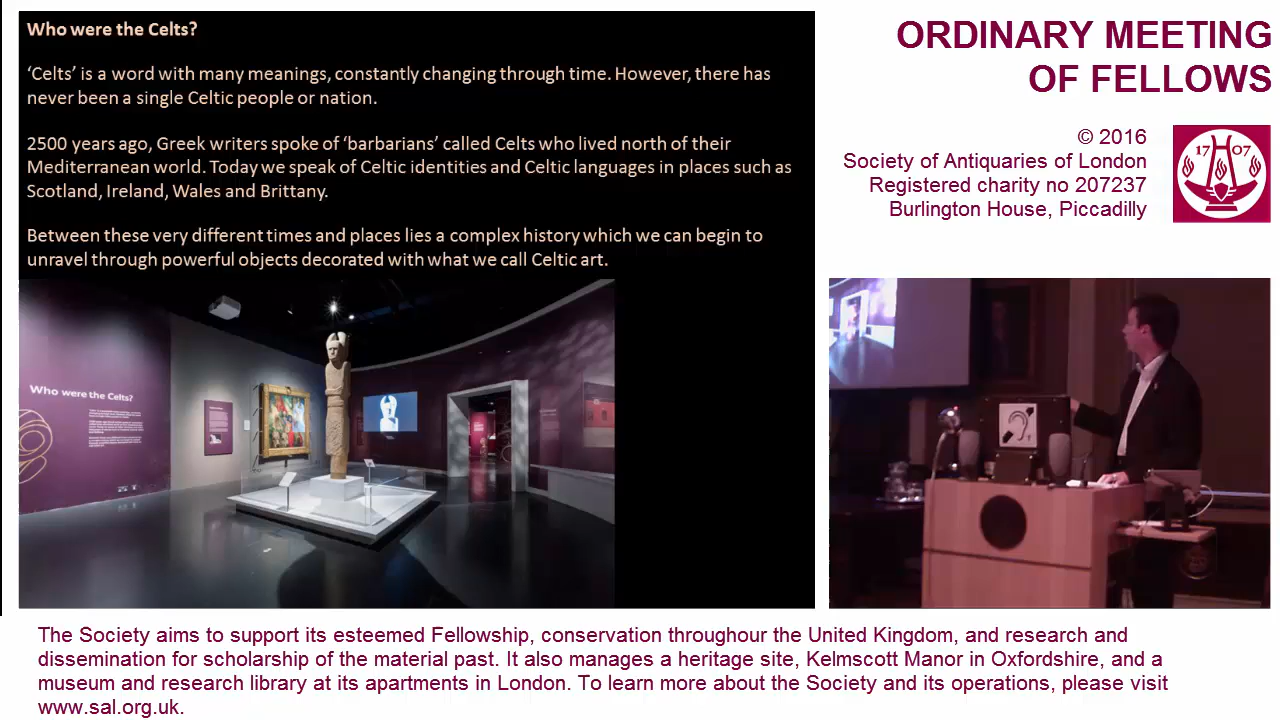 Who were the Celts?
‘Celts’ is a word with many meanings, constantly changing through time. However, there has
never been a single Celtic people or nation.
2500 years ago, Greek writers spoke of ‘barbarians’ called Celts who lived north of their
Mediterranean world. Today we speak of Celtic identities and Celtic languages in places such as
Scotland, Ireland, Wales and Brittany.
Between these very different times and places lies a complex history which we can begin to
unravel through powerful objects decorated with what we call Celtic art.
Who were the Celts?
ORDINARY MEETING
OF FELLOWS
© 2016
Society of Antiquaries of London
Registered charity no 207237
Burlington House, Piccadilly
17 07
The Society aims to support its esteemed Fellowship, conservation throughour the United Kingdom, and research and
dissemination for scholarship of the material past. It also manages a heritage site, Kelmscott Manor in Oxfordshire, and a
museum and research library at its apartments in London. To learn more about the Society and its operations, please visit
www.sal.org.uk.